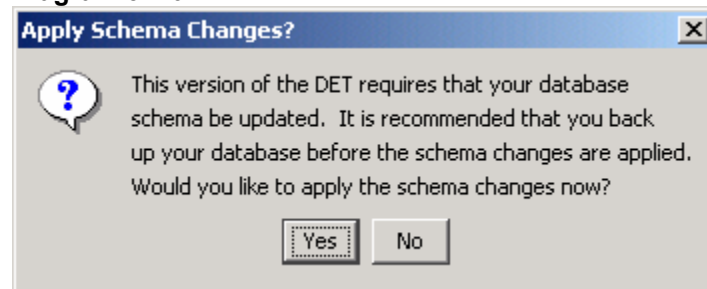 Apply Schema Changes?
This version of the DET requires that your database
schema be updated. It is recommended that you back
up your database before the schema changes are applied.
Would you like to apply the schema changes now?
Yes No